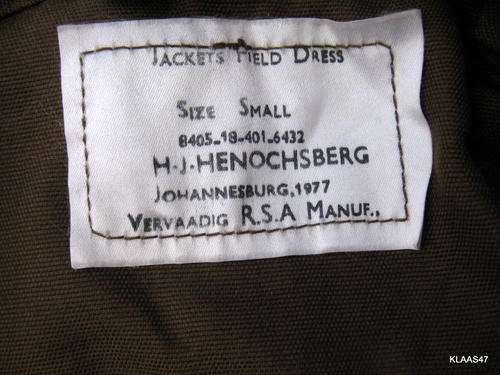 JACKETS FIELD DRESS
SIZE SMALL
8405-18-401-6432
H.J.HENOCHSBERG
JOHANNESBURG,1977
VERVAADIG R.S.A MANUF.,
KLAAS47